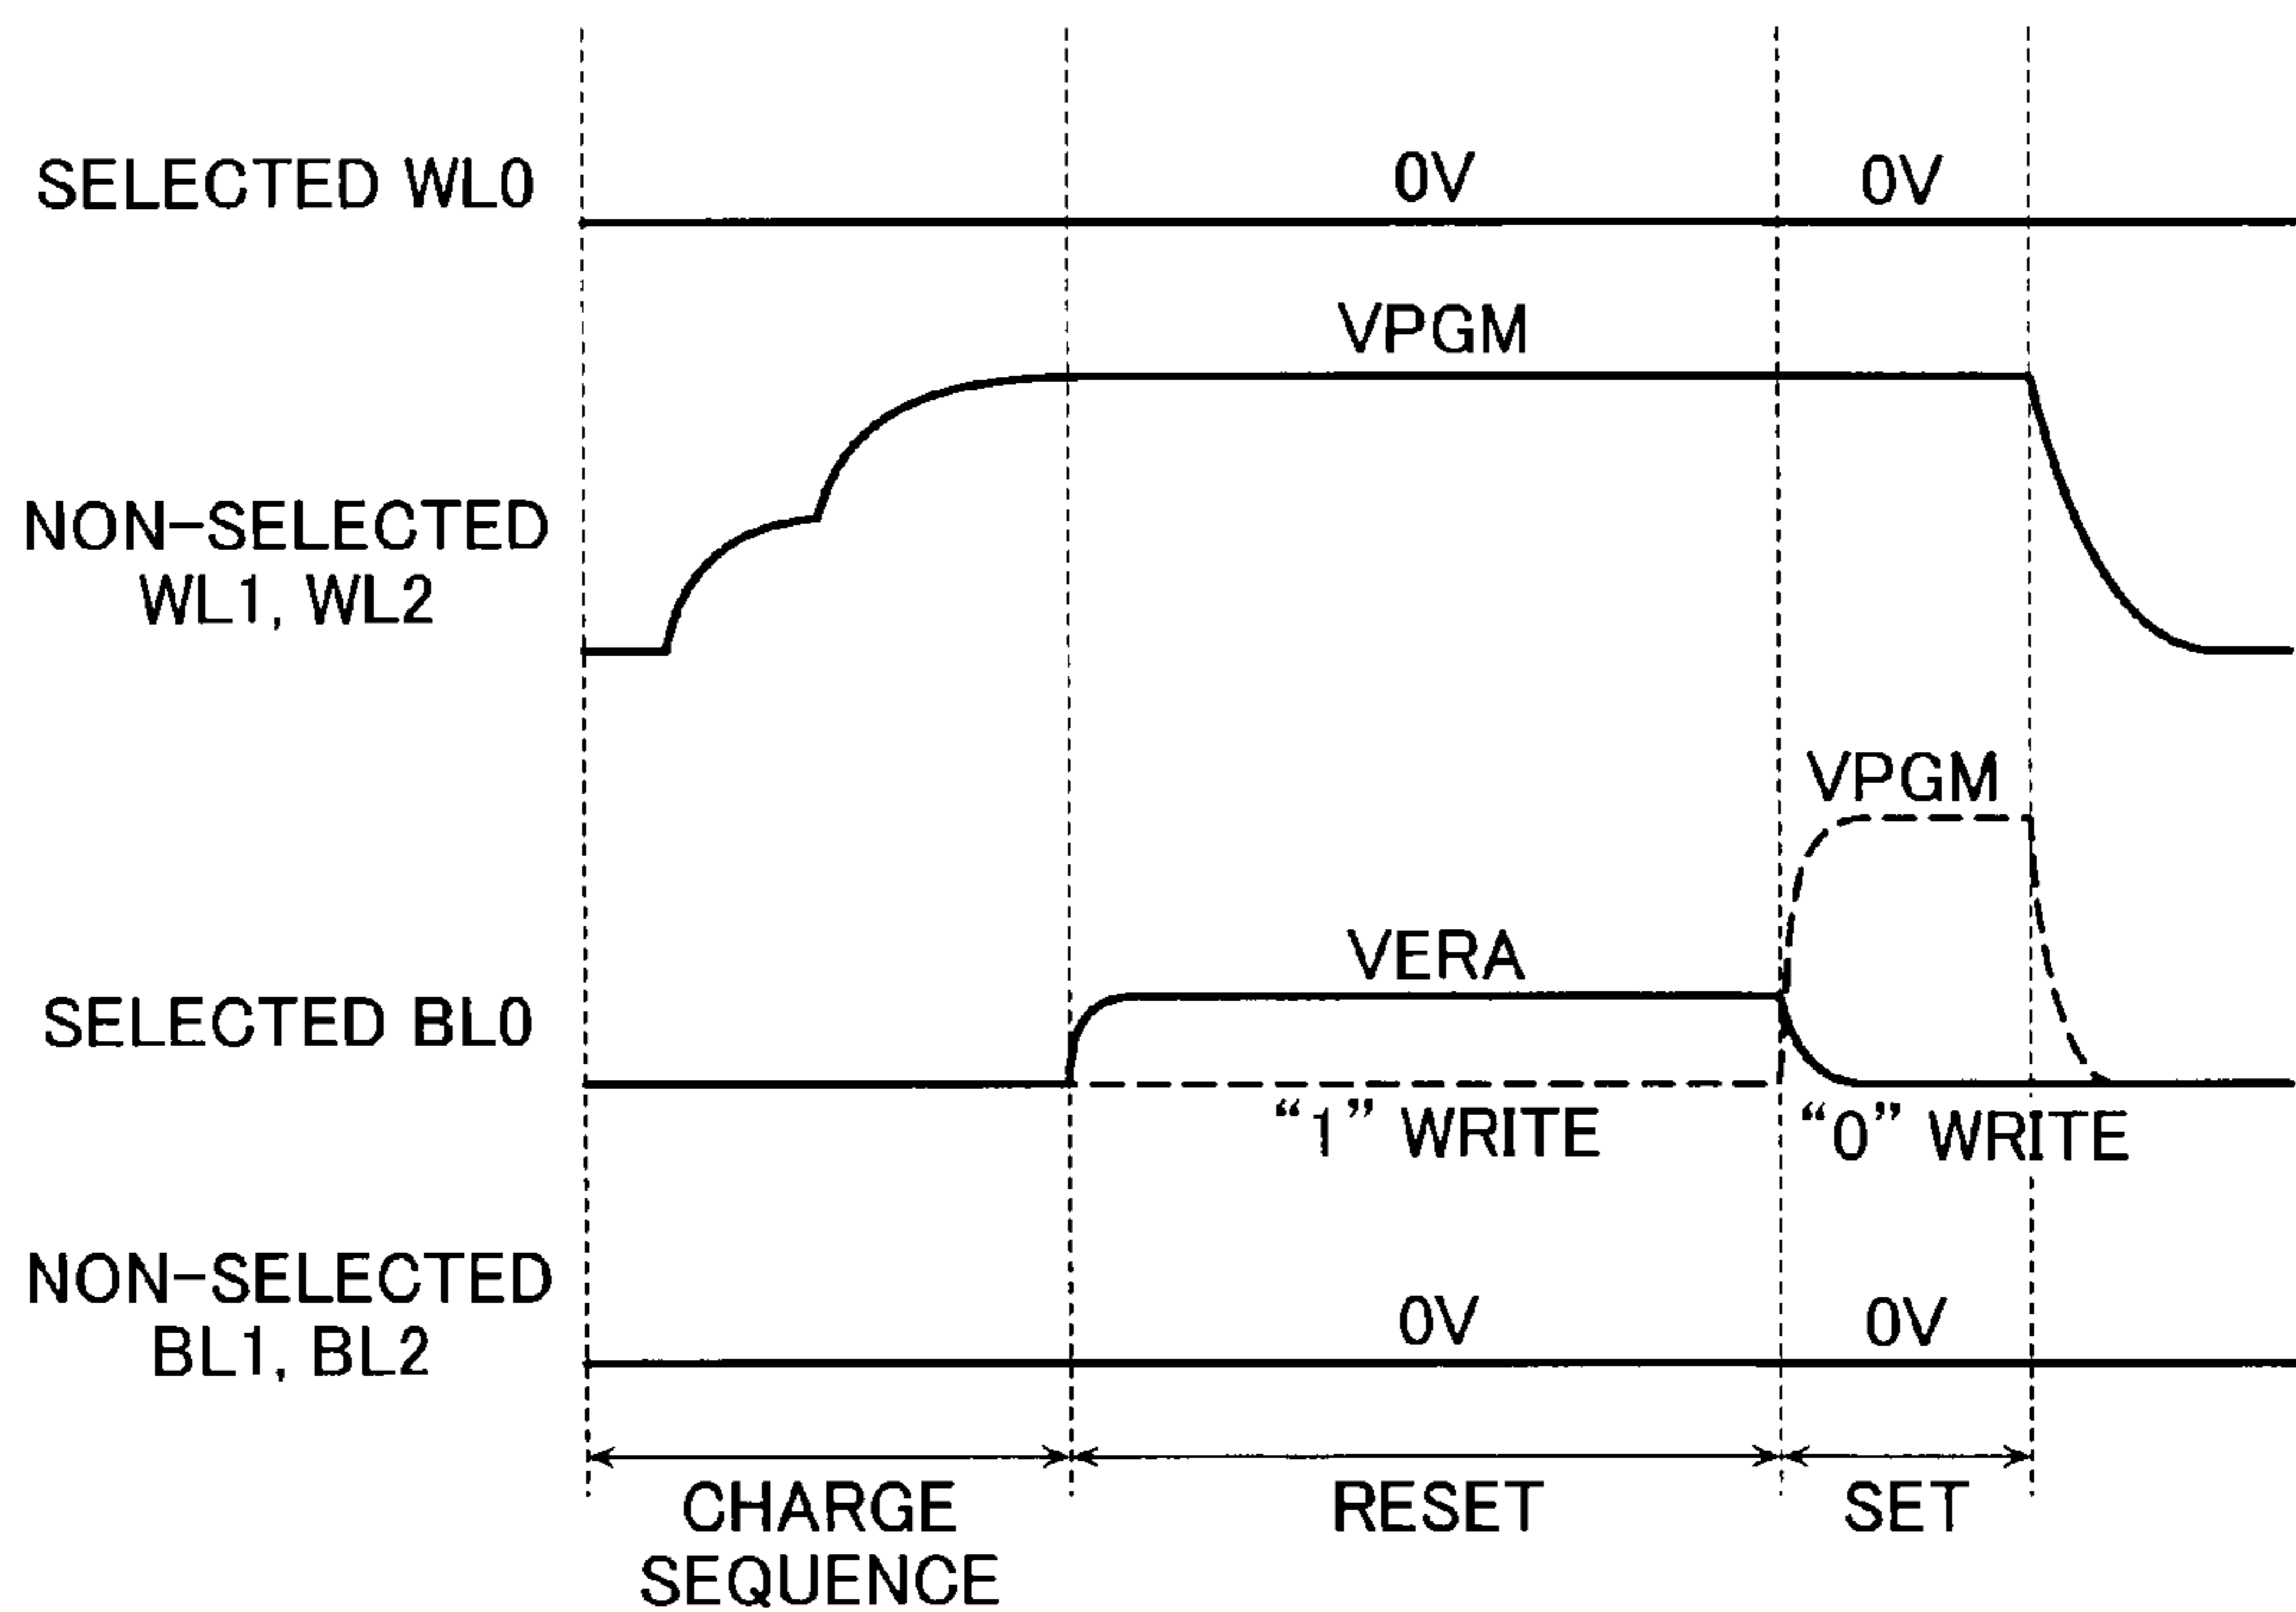 SELECTED WL0
0V
0V
VPGM
NON-SELECTED
WL1, WL2
VPGM
VERA
SELECTED BL0
“1” WRITE
“0” WRITE
NON-SELECTED
BL1, BL2
0V
0V
CHARGE
SEQUENCE
RESET
SET